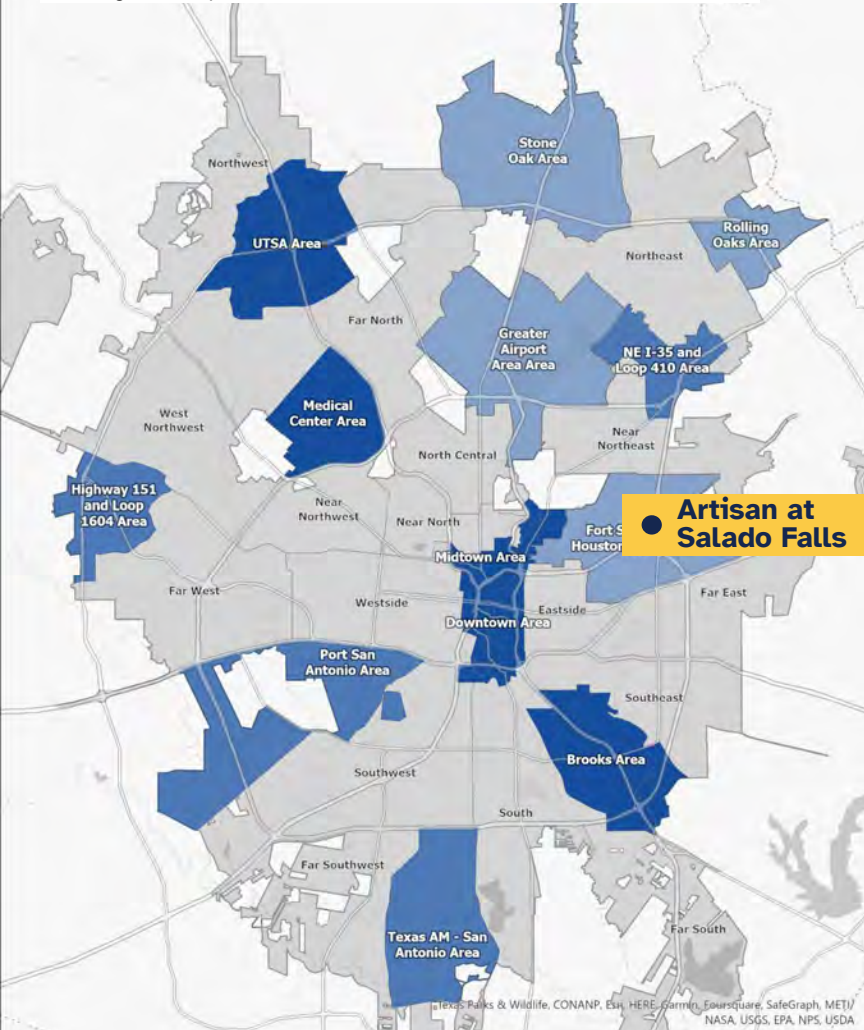 Northwest
Stone
Oak Area
UTSA Area
Rolling
Oaks Area
Northeast
Far North
Greater
Airport
Area Area
NE I-35 and
Loop 410 Area
Medical
Center Area
West
Northwest
Near
Northeast
North Central
Highway 151
and Loop
1604 Area
Near
Northwest
Near North
Fort S
Houston
Artisan at
Salado Falls
Midtown Area
Far West
Westside
Eastside
Far East
Downtown Area
Port San
Antonio Area
Southeast
Brooks Area
Southwest
South
Far Southwest
Texas AM - San
Antonio Area
Far South
Texas Parks & Wildlife, CONANP, Esri, HERE, Garmin, Foursquare, SafeGraph, METI/
NASA, USGS, EPA, NPS, USDA